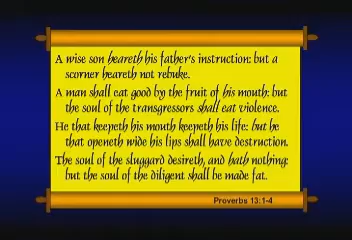 A wise son heareth his father's instruction: but a
scorner heareth not rebuke.
A man shall eat good by the fruit of his mouth: but
the soul of the transgressors shall eat violence.
He that keepeth his mouth keepeth his life: but he
that openeth wide his lips shall have destruction.
The soul of the sluggard desireth, and hath nothing:
but the soul of the diligent shall be made fat.
Proverbs 13:1-4